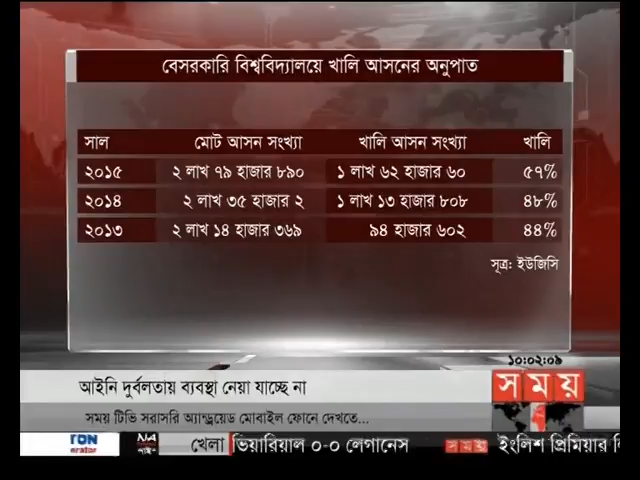 বেসরকারি বিশ্ববিদ্যালয়ে খালি আসনের অনুপাত
সাল মোট আসন সংখ্যা খালি আসন সংখ্যা খালি
২০১৫ ২ লাখ ৭৯ হাজার ৮৯০ ১ লাখ ৬২ হাজার ৬০ ৫৭%
২০১৪ ২ লাখ ৩৫ হাজার ২ ১ লাখ ১৩ হাজার ৮০৮ ৪৮%
২০১৩ ২ লাখ ১৪ হাজার ৩৬৯ ৯৪ হাজার ৬০২ ৪৪%
সূত্র: ইউজিসি
১০:০২:০৯
আইনি দুর্বলতায় ব্যবস্থা নেয়া যাচ্ছে না
সময়
সময় টিভি সরাসরি অ্যান্ড্রয়েড মোবাইল ফোনে দেখতে...
খেলা ভিয়ারিয়াল ০-০ লেগানেস সময় ইংলিশ প্রিমিয়ার